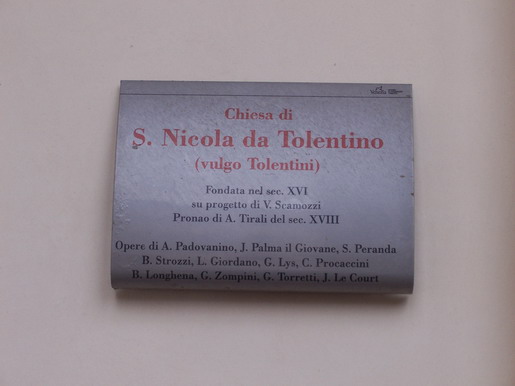 Chiesa di
S. Nicola da Tolentino
(vulgo Tolentini)
Fondata nel sec. XVI
su progetto di V. Scamozzi
Pronao di A. Tirali del sec. XVIII
Opere di A. Padovanino, J. Palma il Giovane, S. Peranda
B. Strozzi, L. Giordano, G. Lys, C. Procaccini
B. Longhena, G. Zompini, G. Torretti, J. Le Court